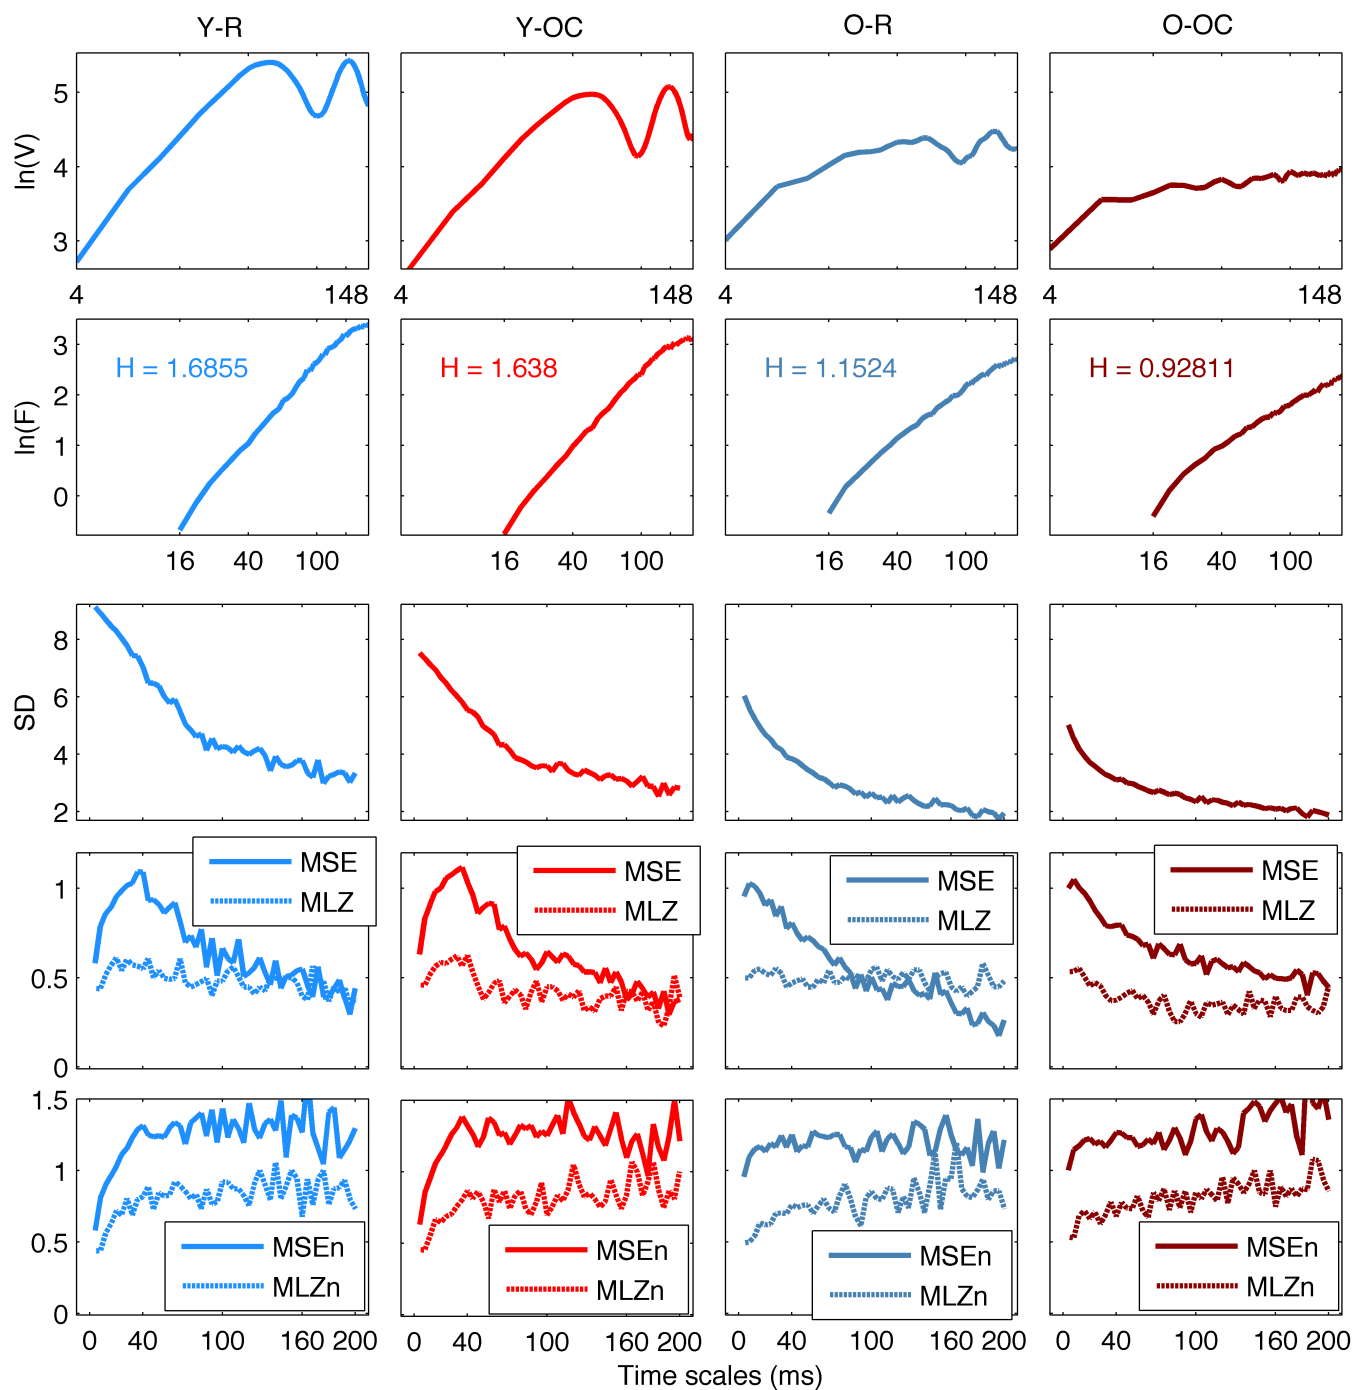 Y-R Y-OC O-R O-OC
ln(V)
5
4
3
4 148 4 148 4 148 4 148
ln(F)
3
2
1
0
H = 1.6855 H = 1.638 H = 1.1524 H = 0.92811
16 40 100 16 40 100 16 40 100 16 40 100
SD
8
6
4
2
1
0.5
0
MSE MSE MSE MSE
MLZ MLZ MLZ MLZ
1.5
1
0.5
0
MSEn MSEn MSEn MSEn
MLZn MLZn MLZn MLZn
0 40 100 160 200 0 40 100 160 200 0 40 100 160 200 0 40 100 160 200
Time scales (ms)